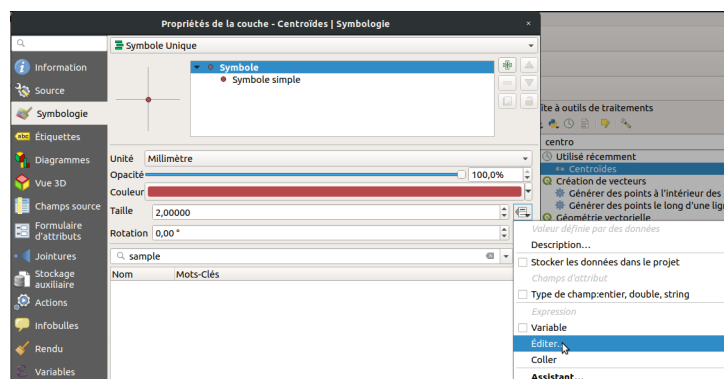 Propriétés de la couche - Centroïdes | Symbologie
Symbole Unique
Information
Source
Symbologie
Étiquettes
Diagrammes
Vue 3D
Champs source
Formulaire
d'attributs
Jointures
Stockage
auxiliaire
Actions
Infobulles
Rendu
Variables
Symbole
Symbole simple
Unité Millimètre
Opacité 100,0%
Couleur
Taille 2,00000
Rotation 0,00 °
sample
Nom Mots-Clés
îte à outils de traitements
centro
Utilisé récemment
Centroïdes
Création de vecteurs
Générer des points à l'intérieur des
Générer des points le long d'une lign
Géométrie vectorielle
Valeur définie par des données
Description...
Stocker les données dans le projet
Champs d'attribut
Type de champ:entier, double, string
Expression
Variable
Éditer...
Coller
Assistant...